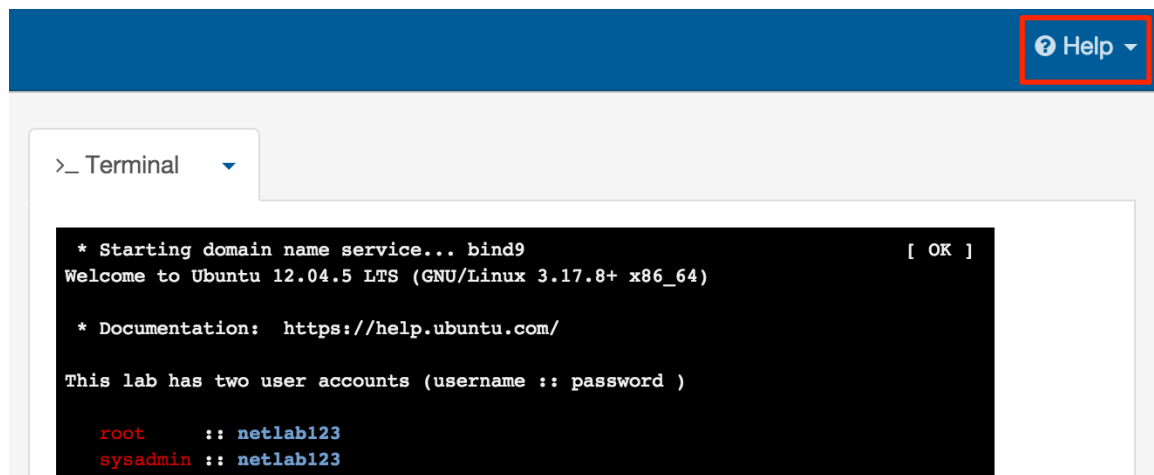 Help
>_ Terminal
* Starting domain name service... bind9 [ OK ]
Welcome to Ubuntu 12.04.5 LTS (GNU/Linux 3.17.8+ x86_64)
* Documentation: https://help.ubuntu.com/
This lab has two user accounts (username :: password )
root :: netlab123
sysadmin :: netlab123